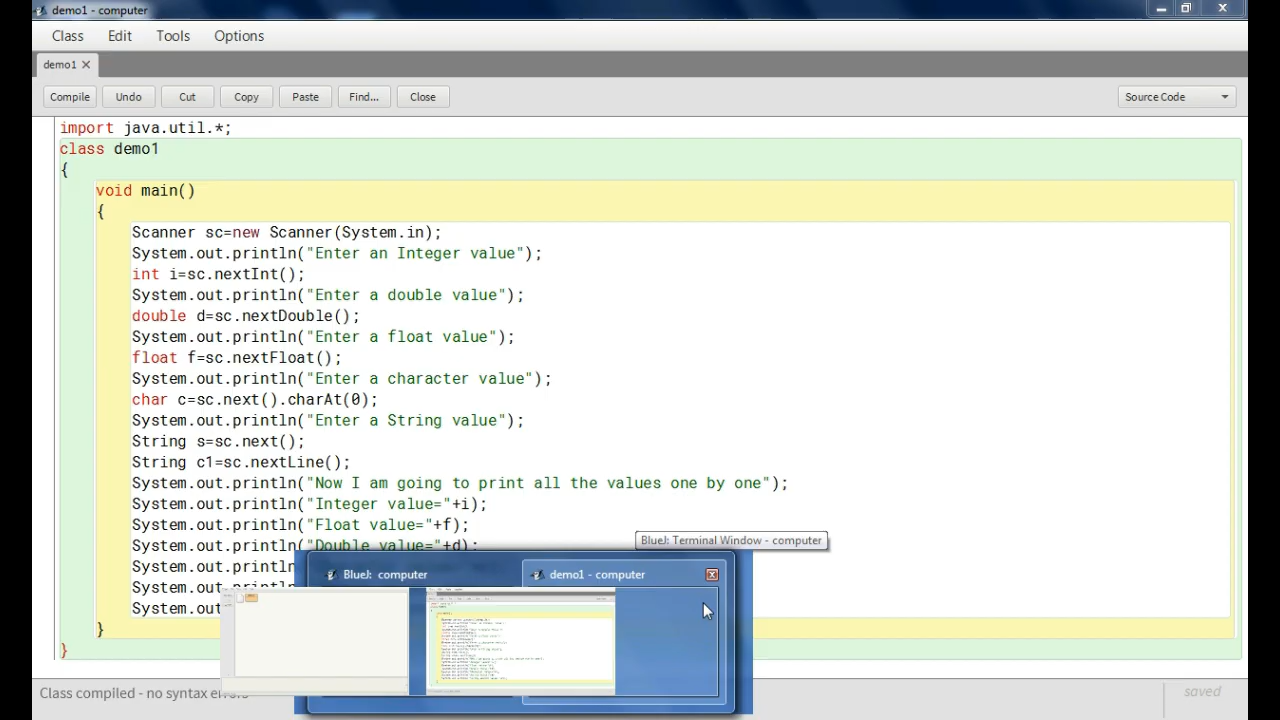 demo1 - computer
Class Edit Tools Options
demo1
Compile Undo Cut Copy Paste Find... Close Source Code
import java.util.*;
class demo1
{
void main()
{
Scanner sc=new Scanner(System.in);
System.out.println("Enter an Integer value");
int i=sc.nextInt();
System.out.println("Enter a double value");
double d=sc.nextDouble();
System.out.println("Enter a float value");
float f=sc.nextFloat();
System.out.println("Enter a character value");
char c=sc.next().charAt(0);
System.out.println("Enter a String value");
String s=sc.next();
String c1=sc.nextLine();
System.out.println("Now I am going to print all the values one by one");
System.out.println("Integer value="+i);
System.out.println("Float value="+f);
System.out.println("Double value="+d);
BlueJ: Terminal Window - computer
System.out.println
BlueJ: computer demo1 - computer
System.out.println
System.out
}
}
Class compiled - no syntax errors
saved